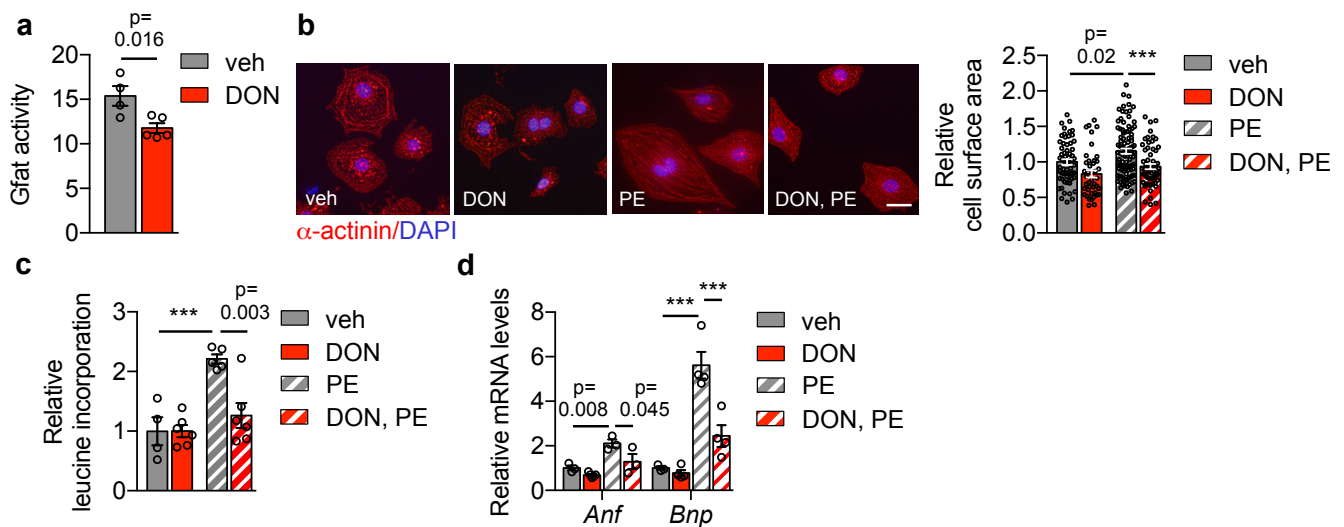 a
p=
0.016
Gfat activity
20
15
10
5
0
veh
DON
b
veh
DON
PE
DON, PE
α-actinin/DAPI
p=
0.02
***
Relative
cell surface area
2.5
2.0
1.5
1.0
0.5
0.0
veh
DON
PE
DON, PE
c
***
p=
0.003
Relative
leucine incorporation
3
2
1
0
veh
DON
PE
DON, PE
d
Relative mRNA levels
8
6
4
2
0
p=
0.008
p=
0.045
***
***
Anf
Bnp
veh
DON
PE
DON, PE